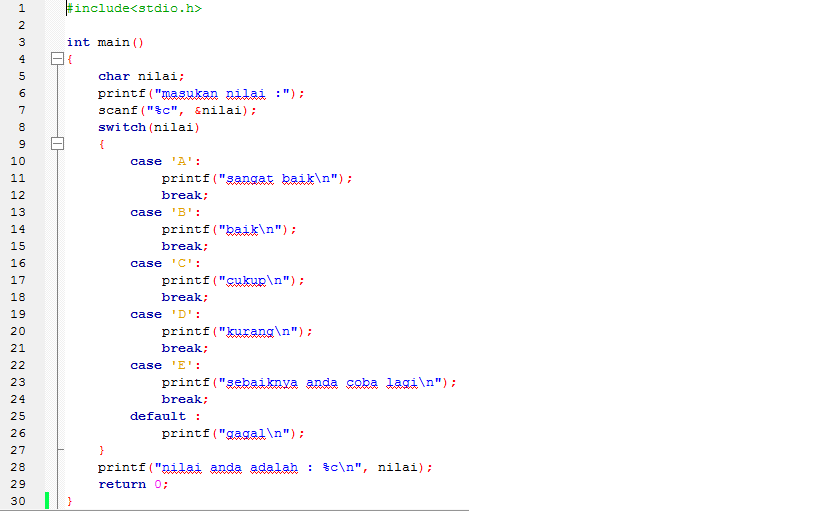 1 #include<stdio.h>
2
3 int main()
4 {
5 char nilai;
6 printf("masukan nilai :");
7 scanf("%c", &nilai);
8 switch(nilai)
9 {
10 case 'A':
11 printf("sangat baik\n");
12 break;
13 case 'B':
14 printf("baik\n");
15 break;
16 case 'C':
17 printf("cukup\n");
18 break;
19 case 'D':
20 printf("kurang\n");
21 break;
22 case 'E':
23 printf("sebaiknya anda coba lagi\n");
24 break;
25 default :
26 printf("gagal\n");
27 }
28 printf("nilai anda adalah : %c\n", nilai);
29 return 0;
30 }